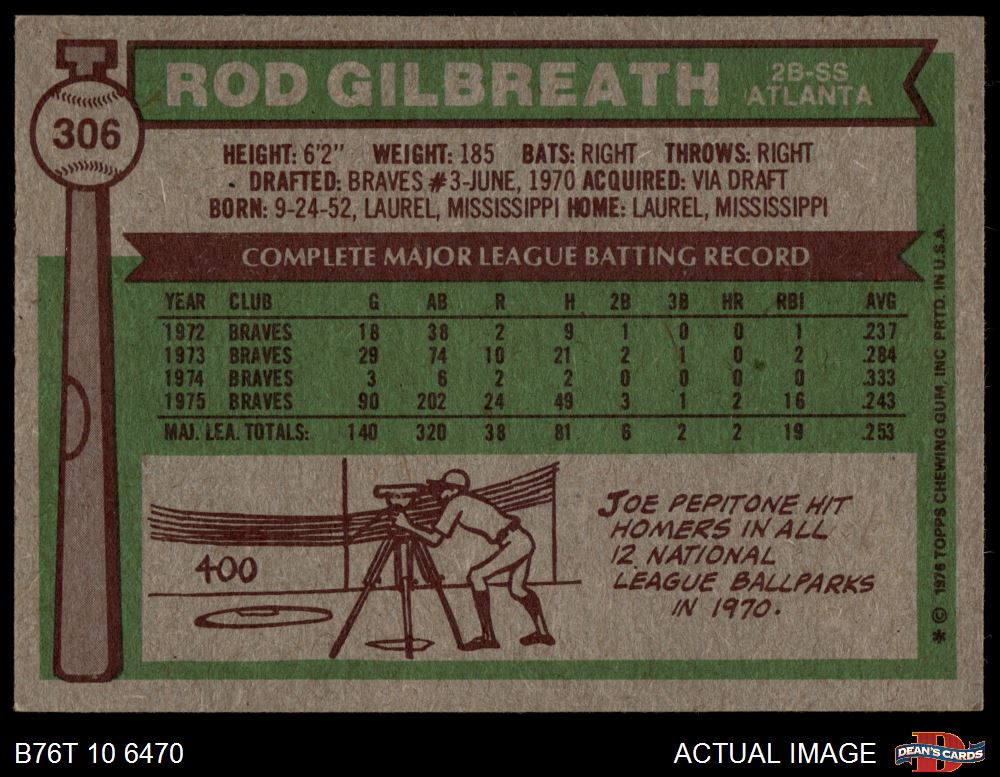 306
ROD GILBREATH
2B-SS
ATLANTA
HEIGHT: 6'2" WEIGHT: 185 BATS: RIGHT THROWS: RIGHT
DRAFTED: BRAVES #3-JUNE, 1970 ACQUIRED: VIA DRAFT
BORN: 9-24-52, LAUREL, MISSISSIPPI HOME: LAUREL, MISSISSIPPI
COMPLETE MAJOR LEAGUE BATTING RECORD
YEAR CLUB G AB R H 2B 3B HR RBI AVG
1972 BRAVES 18 38 2 9 1 0 0 1 .237
1973 BRAVES 29 74 10 21 2 1 0 2 .284
1974 BRAVES 3 6 2 2 0 0 0 0 .333
1975 BRAVES 90 202 24 49 3 1 2 16 .243
MAJ. LEA. TOTALS: 140 320 38 81 6 2 2 19 .253
400
JOE PEPITONE HIT
HOMERS IN ALL
12 NATIONAL
LEAGUE BALLPARKS
IN 1970.
* © 1976 TOPPS CHEWING GUM, INC PRTD. IN U.S.A.
B76T 10 6470
ACTUAL IMAGE
D
DEAN'S CARDS